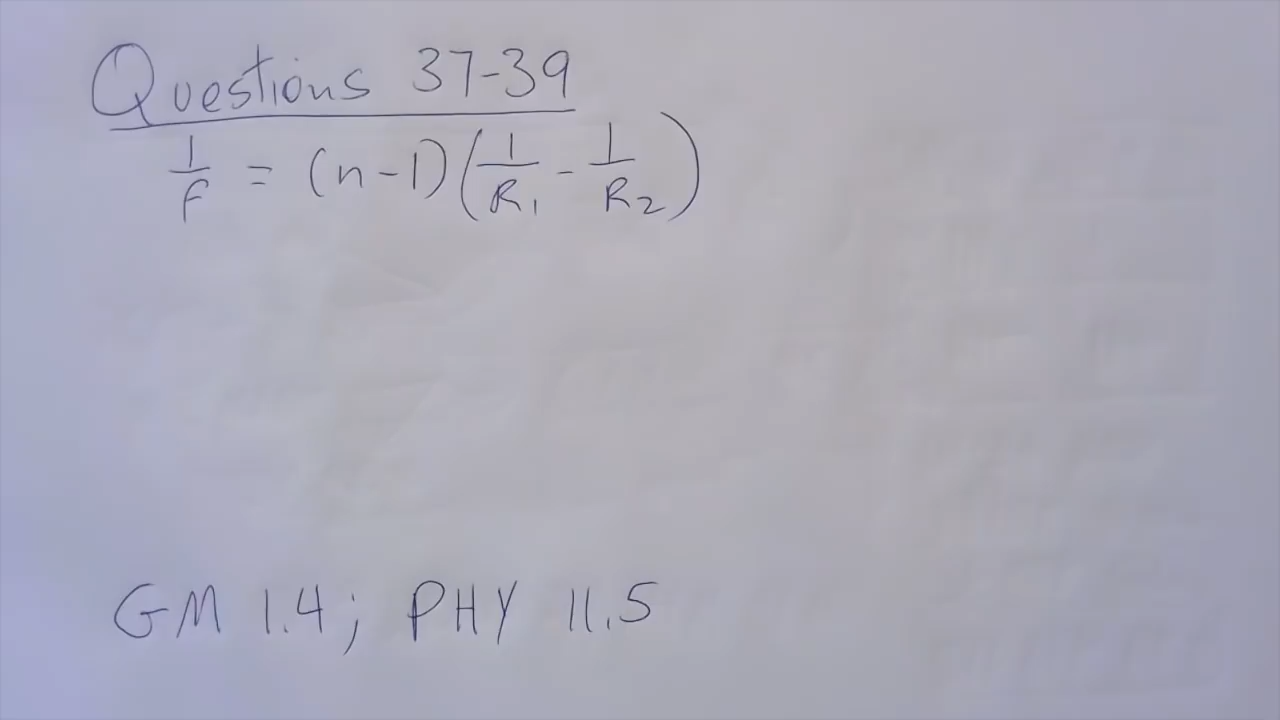 Questions 37-39
1/f = (n-1)(1/R₁ - 1/R₂)
GM 1.4; PHY 11.5